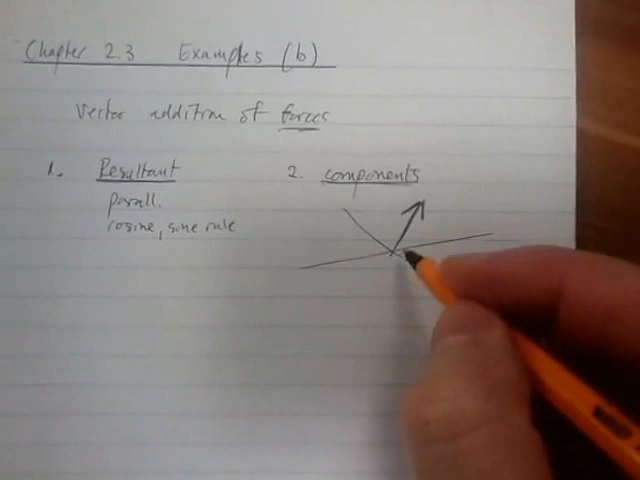 Chapter 2.3 Examples (b)
Vector addition of forces
1. Resultant
2. components
parall.
cosine, sine rule